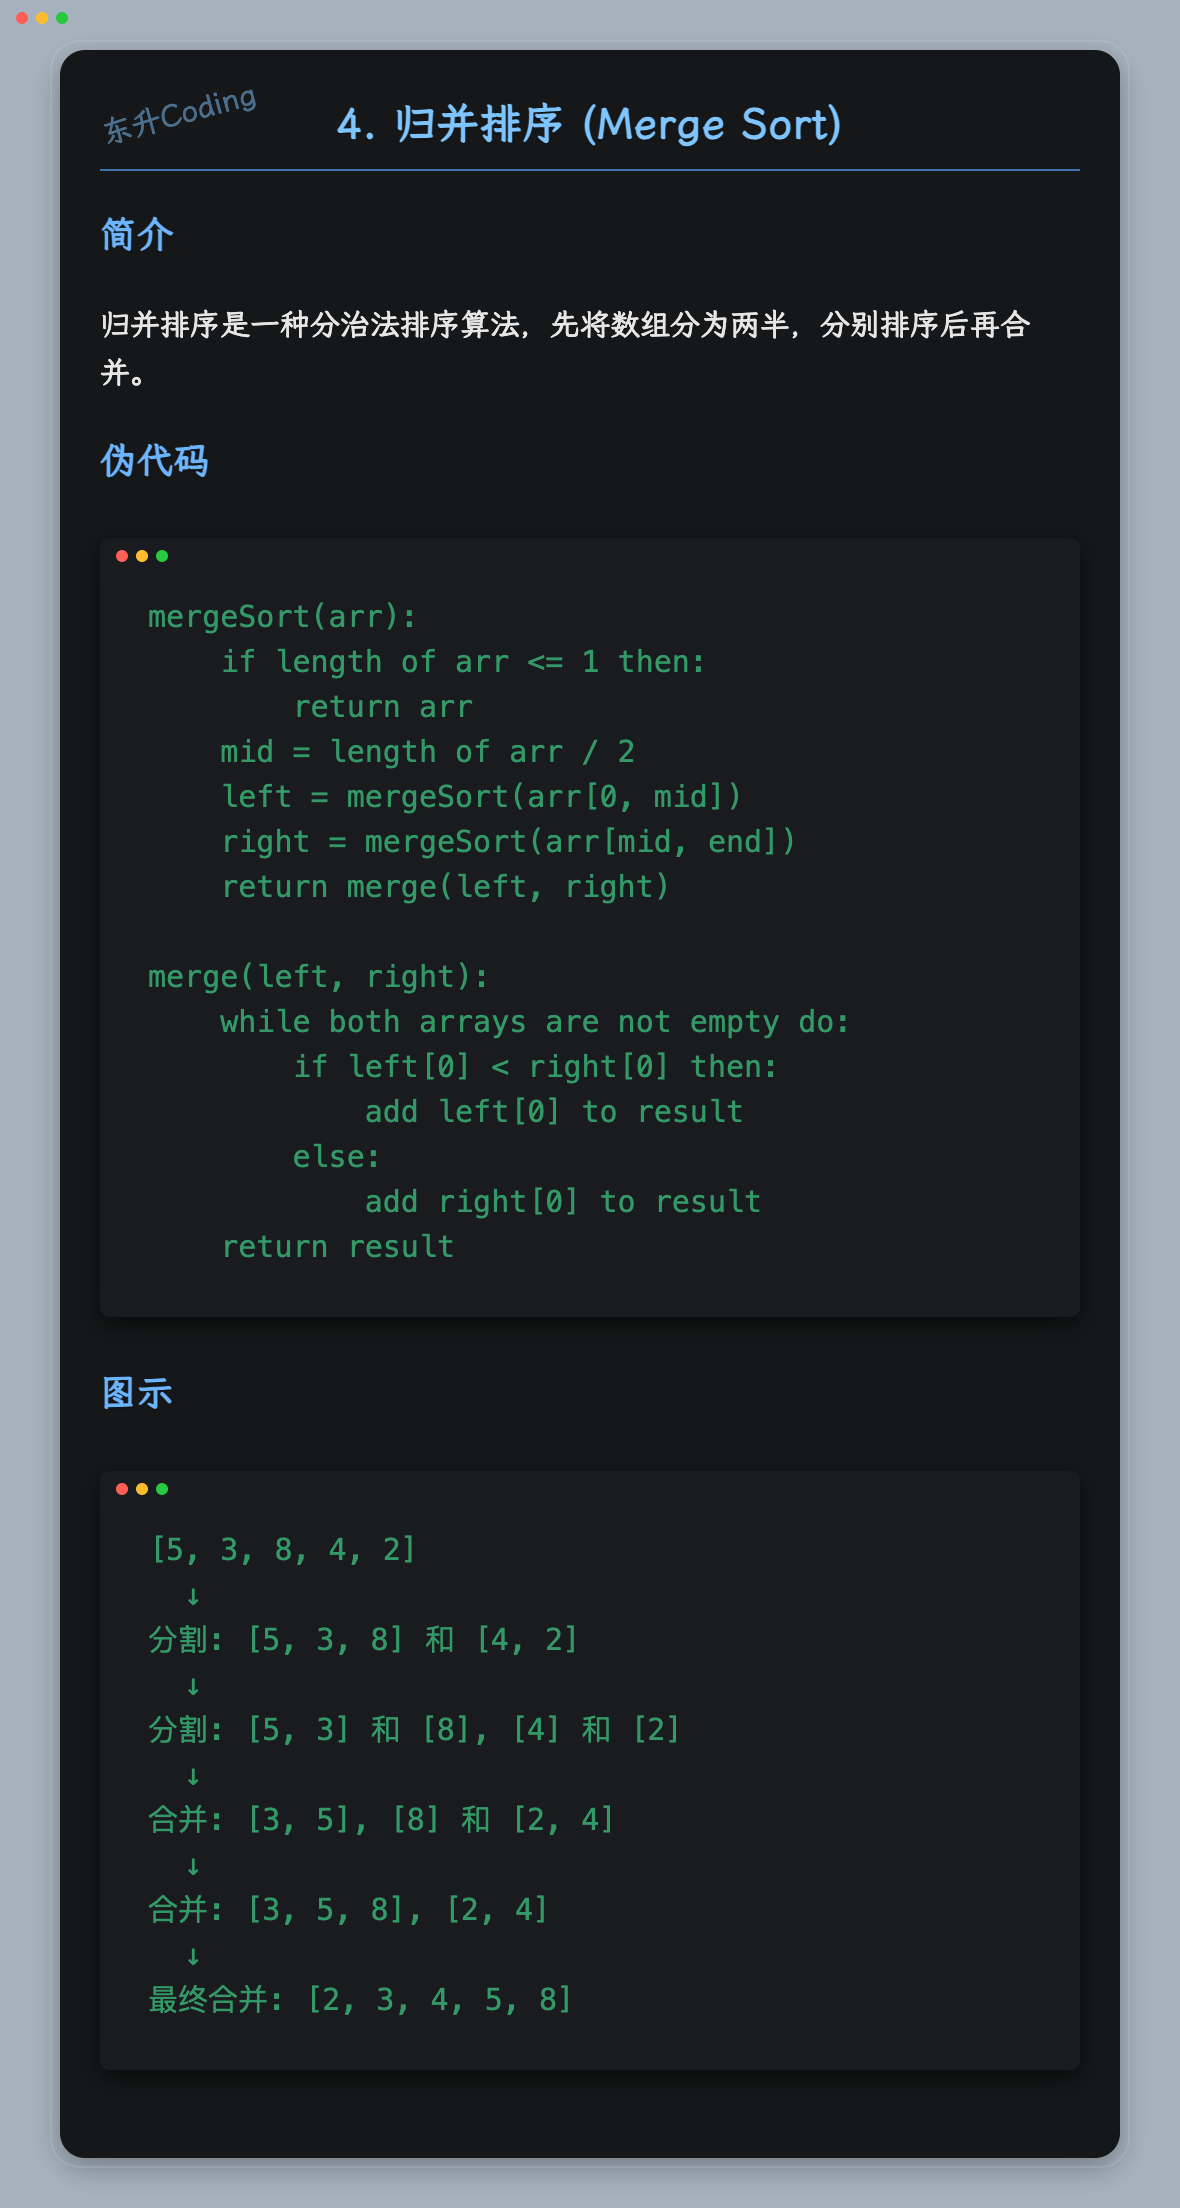 东升Coding
4. 归并排序 (Merge Sort)
简介
归并排序是一种分治法排序算法，先将数组分为两半，分别排序后再合
并。
伪代码
mergeSort(arr):
    if length of arr <= 1 then:
        return arr
    mid = length of arr / 2
    left = mergeSort(arr[0, mid])
    right = mergeSort(arr[mid, end])
    return merge(left, right)

merge(left, right):
    while both arrays are not empty do:
        if left[0] < right[0] then:
            add left[0] to result
        else:
            add right[0] to result
    return result
图示
[5, 3, 8, 4, 2]
  ↓
分割: [5, 3, 8] 和 [4, 2]
  ↓
分割: [5, 3] 和 [8], [4] 和 [2]
  ↓
合并: [3, 5], [8] 和 [2, 4]
  ↓
合并: [3, 5, 8], [2, 4]
  ↓
最终合并: [2, 3, 4, 5, 8]